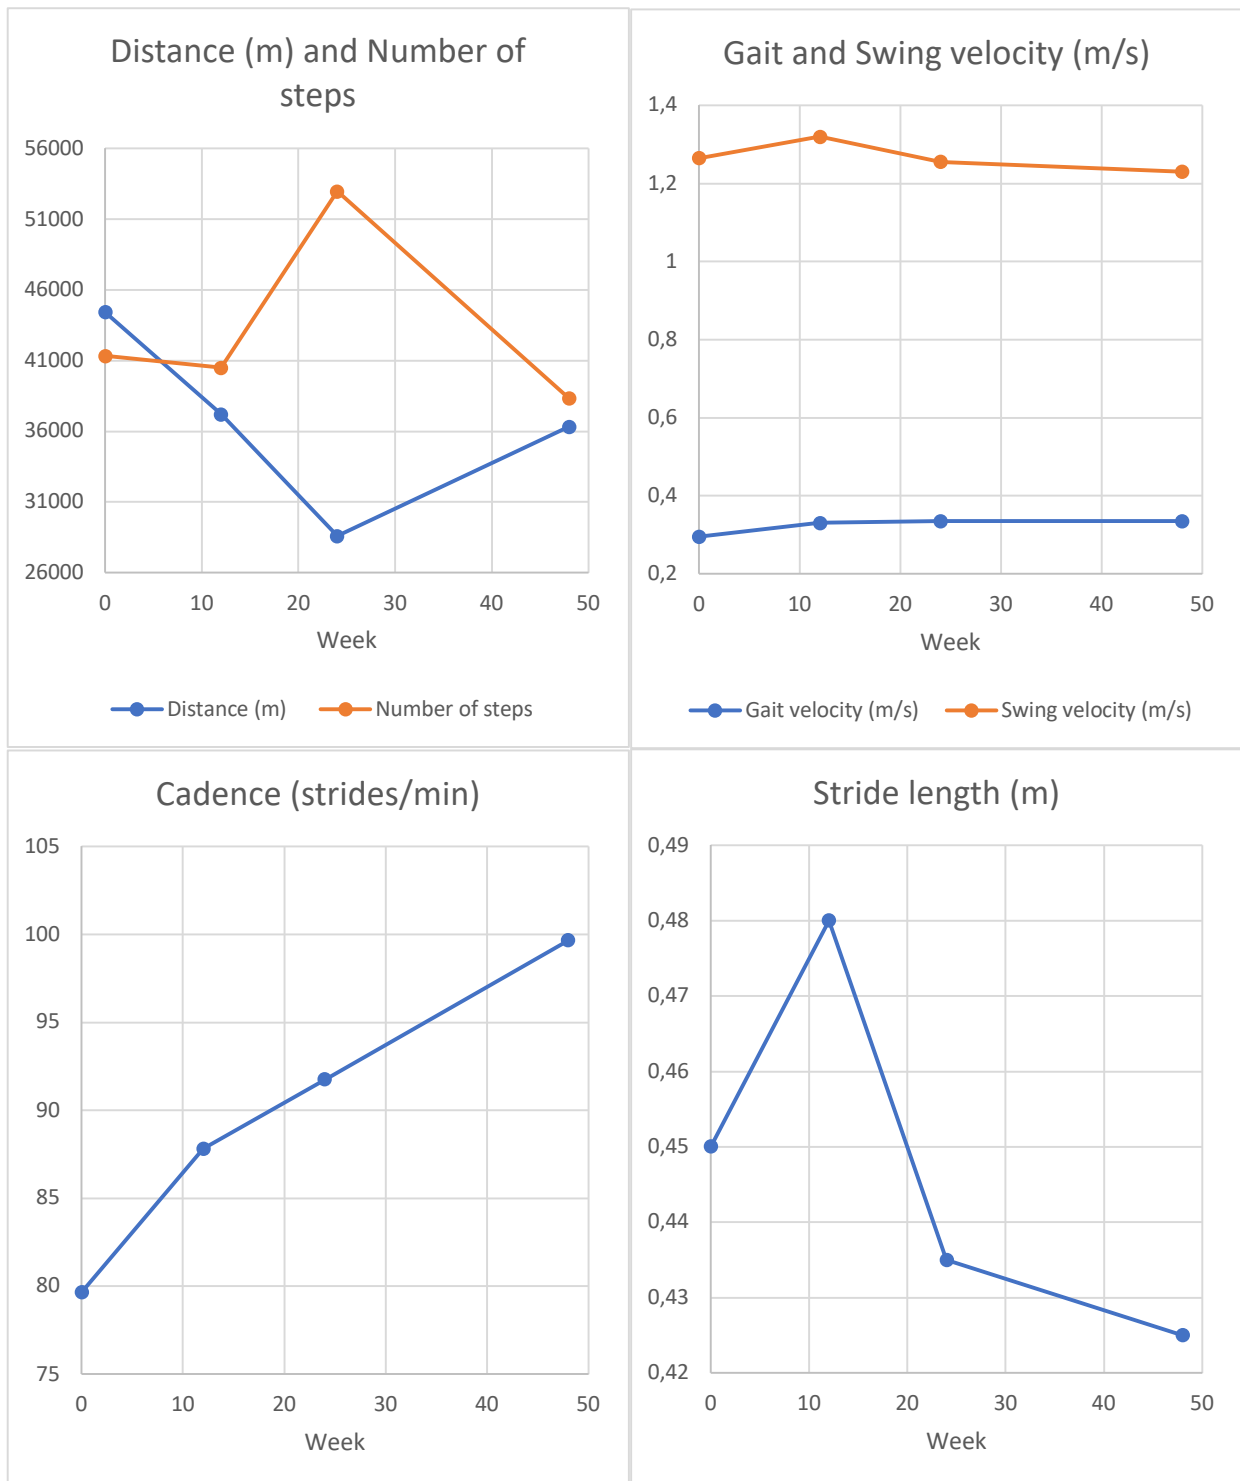 Distance (m) and Number of
steps
56000
51000
46000
41000
36000
31000
26000
0 10 20 30 40 50
Week
Distance (m) Number of steps
Gait and Swing velocity (m/s)
1,4
1,2
1
0,8
0,6
0,4
0,2
0 10 20 30 40 50
Week
Gait velocity (m/s) Swing velocity (m/s)
Cadence (strides/min)
105
100
95
90
85
80
75
0 10 20 30 40 50
Week
Stride length (m)
0,49
0,48
0,47
0,46
0,45
0,44
0,43
0,42
0 10 20 30 40 50
Week